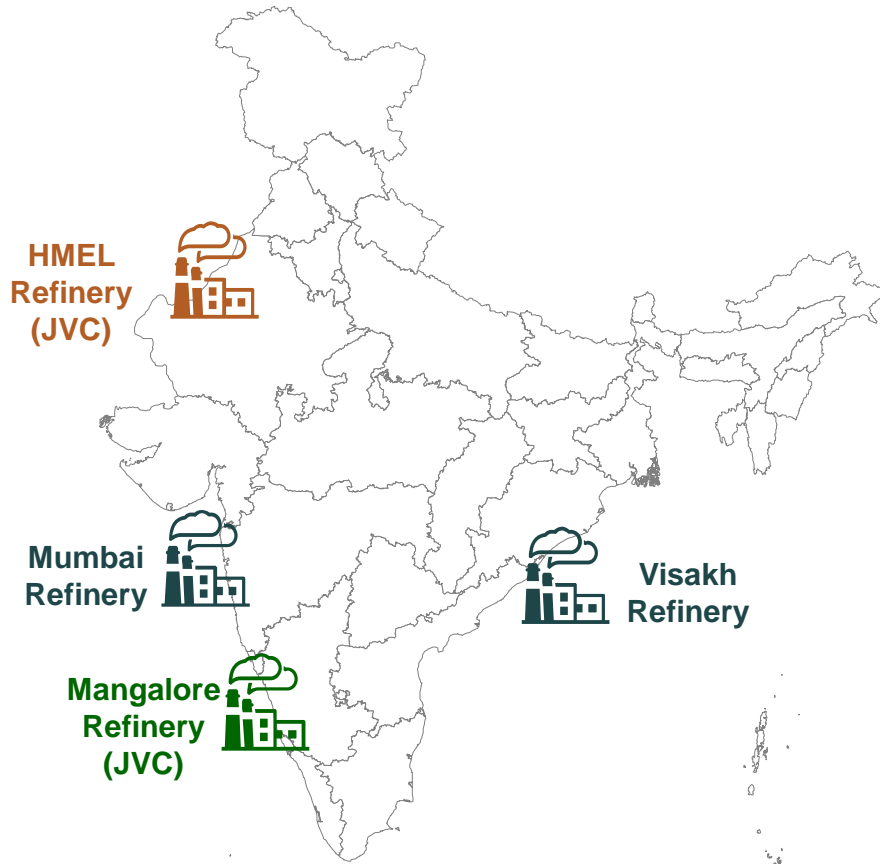 HMEL
Refinery
(JVC)
Mumbai
Refinery
Visakh
Refinery
Mangalore
Refinery
(JVC)